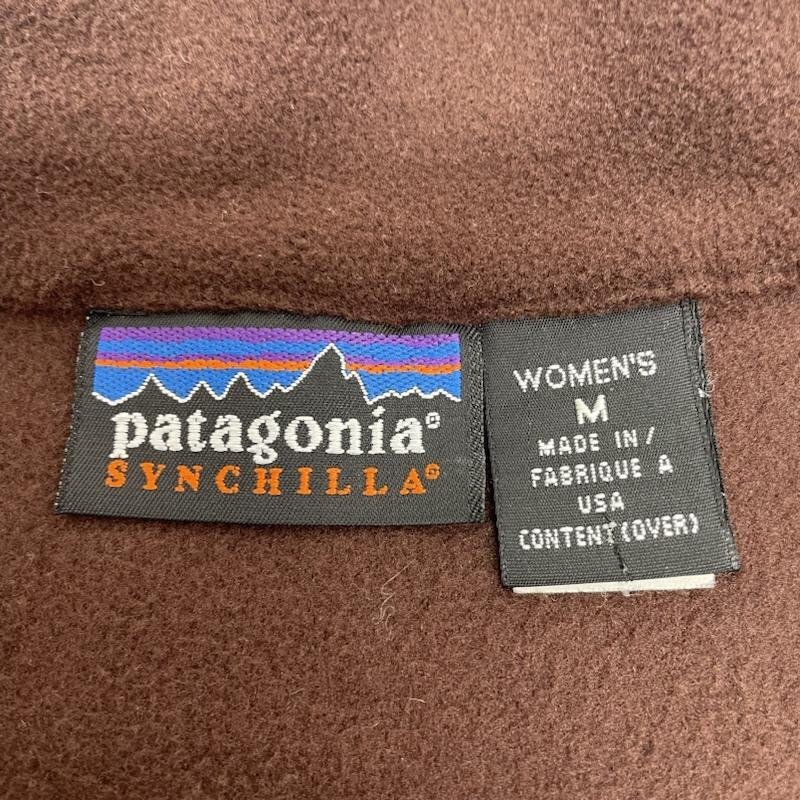 patagonia®
SYNCHILLA®
WOMEN'S
M
MADE IN /
FABRIQUE A
USA
CONTENT (OVER)